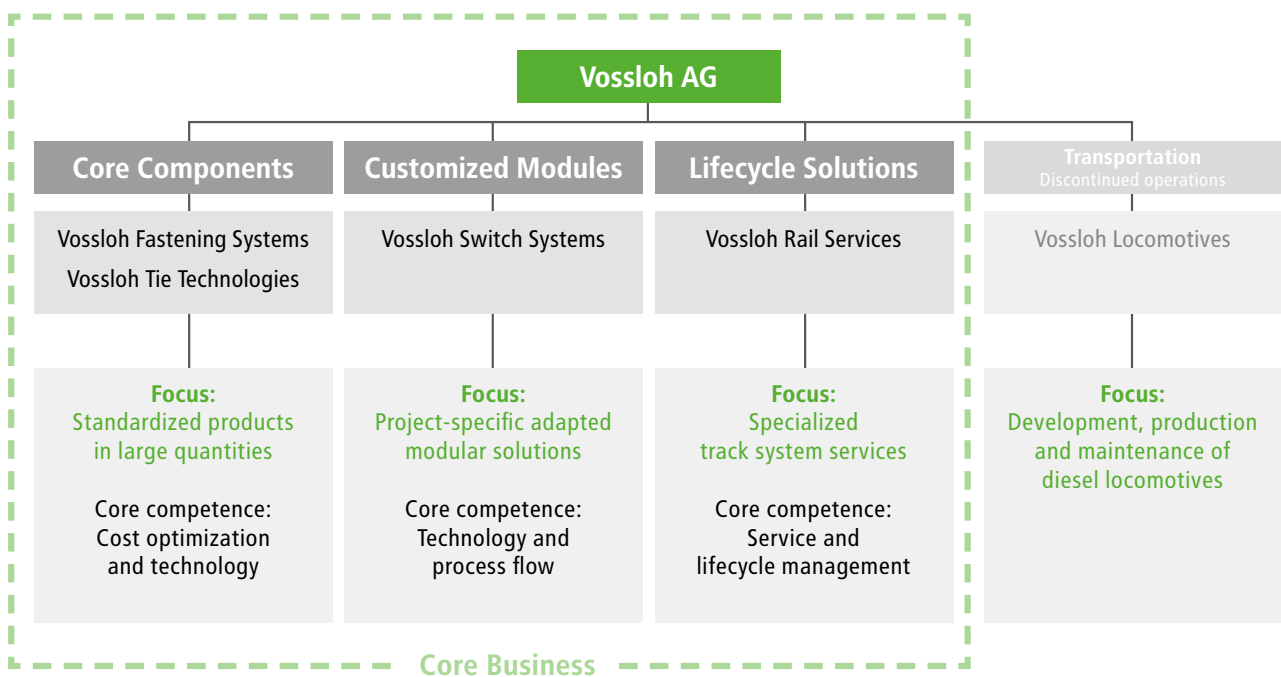 Vossloh AG
Core Components
Vossloh Fastening Systems
Vossloh Tie Technologies
Focus:
Standardized products
in large quantities
Core competence:
Cost optimization
and technology
Customized Modules
Vossloh Switch Systems
Focus:
Project-specific adapted
modular solutions
Core competence:
Technology and
process flow
Lifecycle Solutions
Vossloh Rail Services
Focus:
Specialized
track system services
Core competence:
Service and
lifecycle management
Transportation
Discontinued operations
Vossloh Locomotives
Focus:
Development, production
and maintenance of
diesel locomotives
Core Business